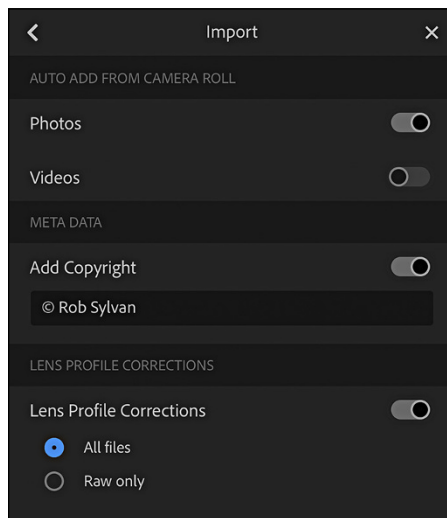 Import
AUTO ADD FROM CAMERA ROLL
Photos
Videos
META DATA
Add Copyright
© Rob Sylvan
LENS PROFILE CORRECTIONS
Lens Profile Corrections
All files
Raw only